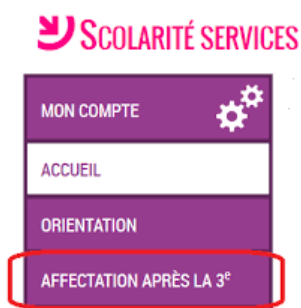 SCOLARITÉ SERVICES
MON COMPTE
ACCUEIL
ORIENTATION
AFFECTATION APRÈS LA 3ᵉ